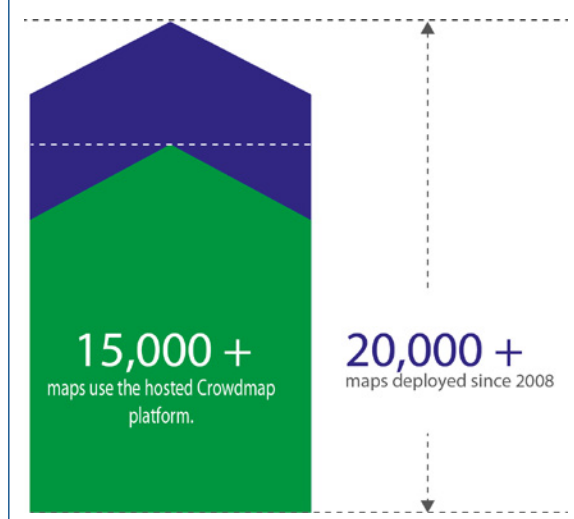 15,000 +
maps use the hosted Crowdmap
platform.
20,000 +
maps deployed since 2008